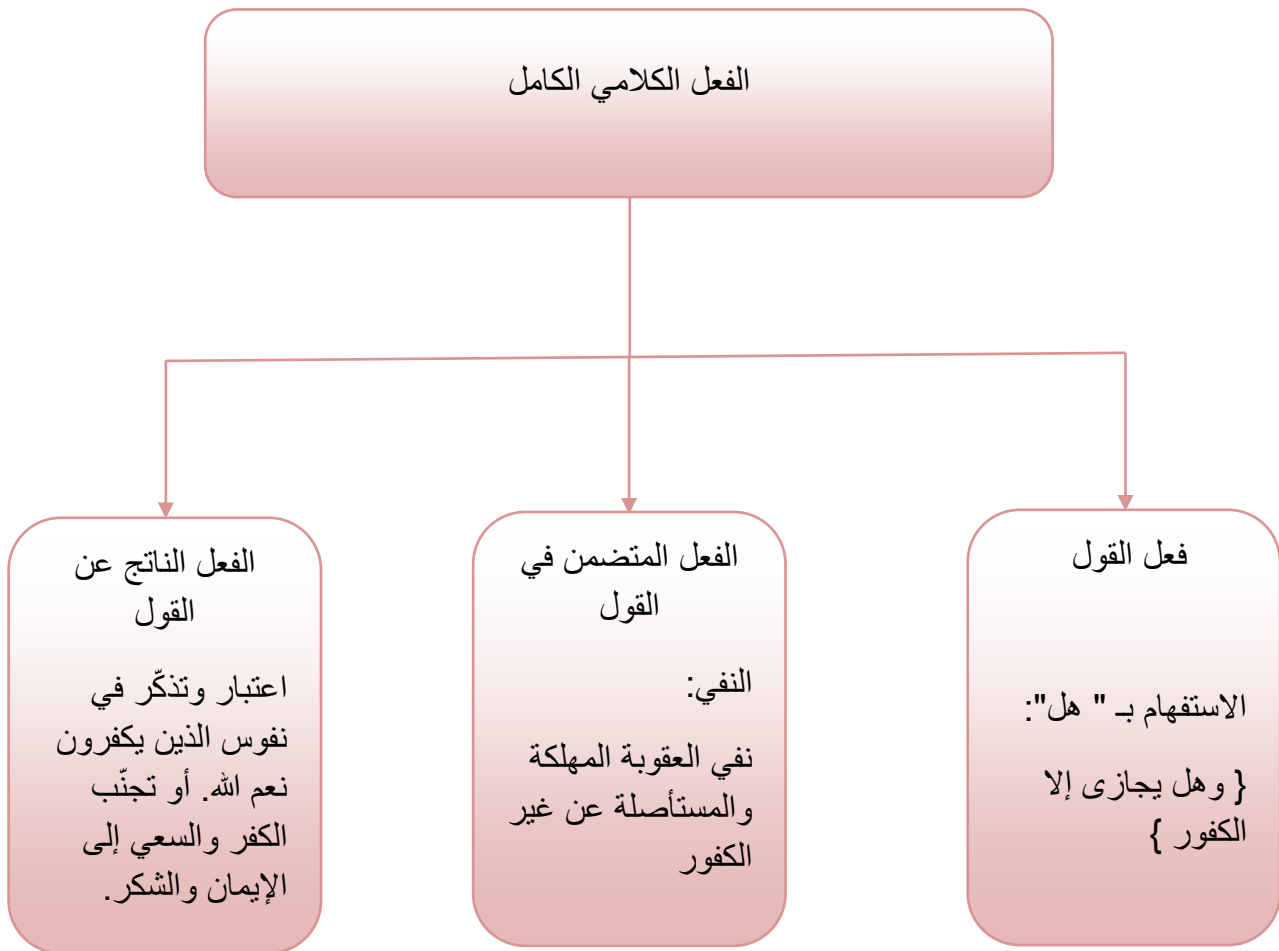 الفعل الكلامي الكامل
فعل القول
الاستفهام بـ " هل":
{ وهل يجازى إلا
الكفور }
الفعل المتضمن في
القول
النفي:
نفي العقوبة المهلكة
والمستأصلة عن غير
الكفور
الفعل الناتج عن
القول
اعتبار وتذكّر في
نفوس الذين يكفرون
نعم الله. أو تجنّب
الكفر والسعي إلى
الإيمان والشكر.